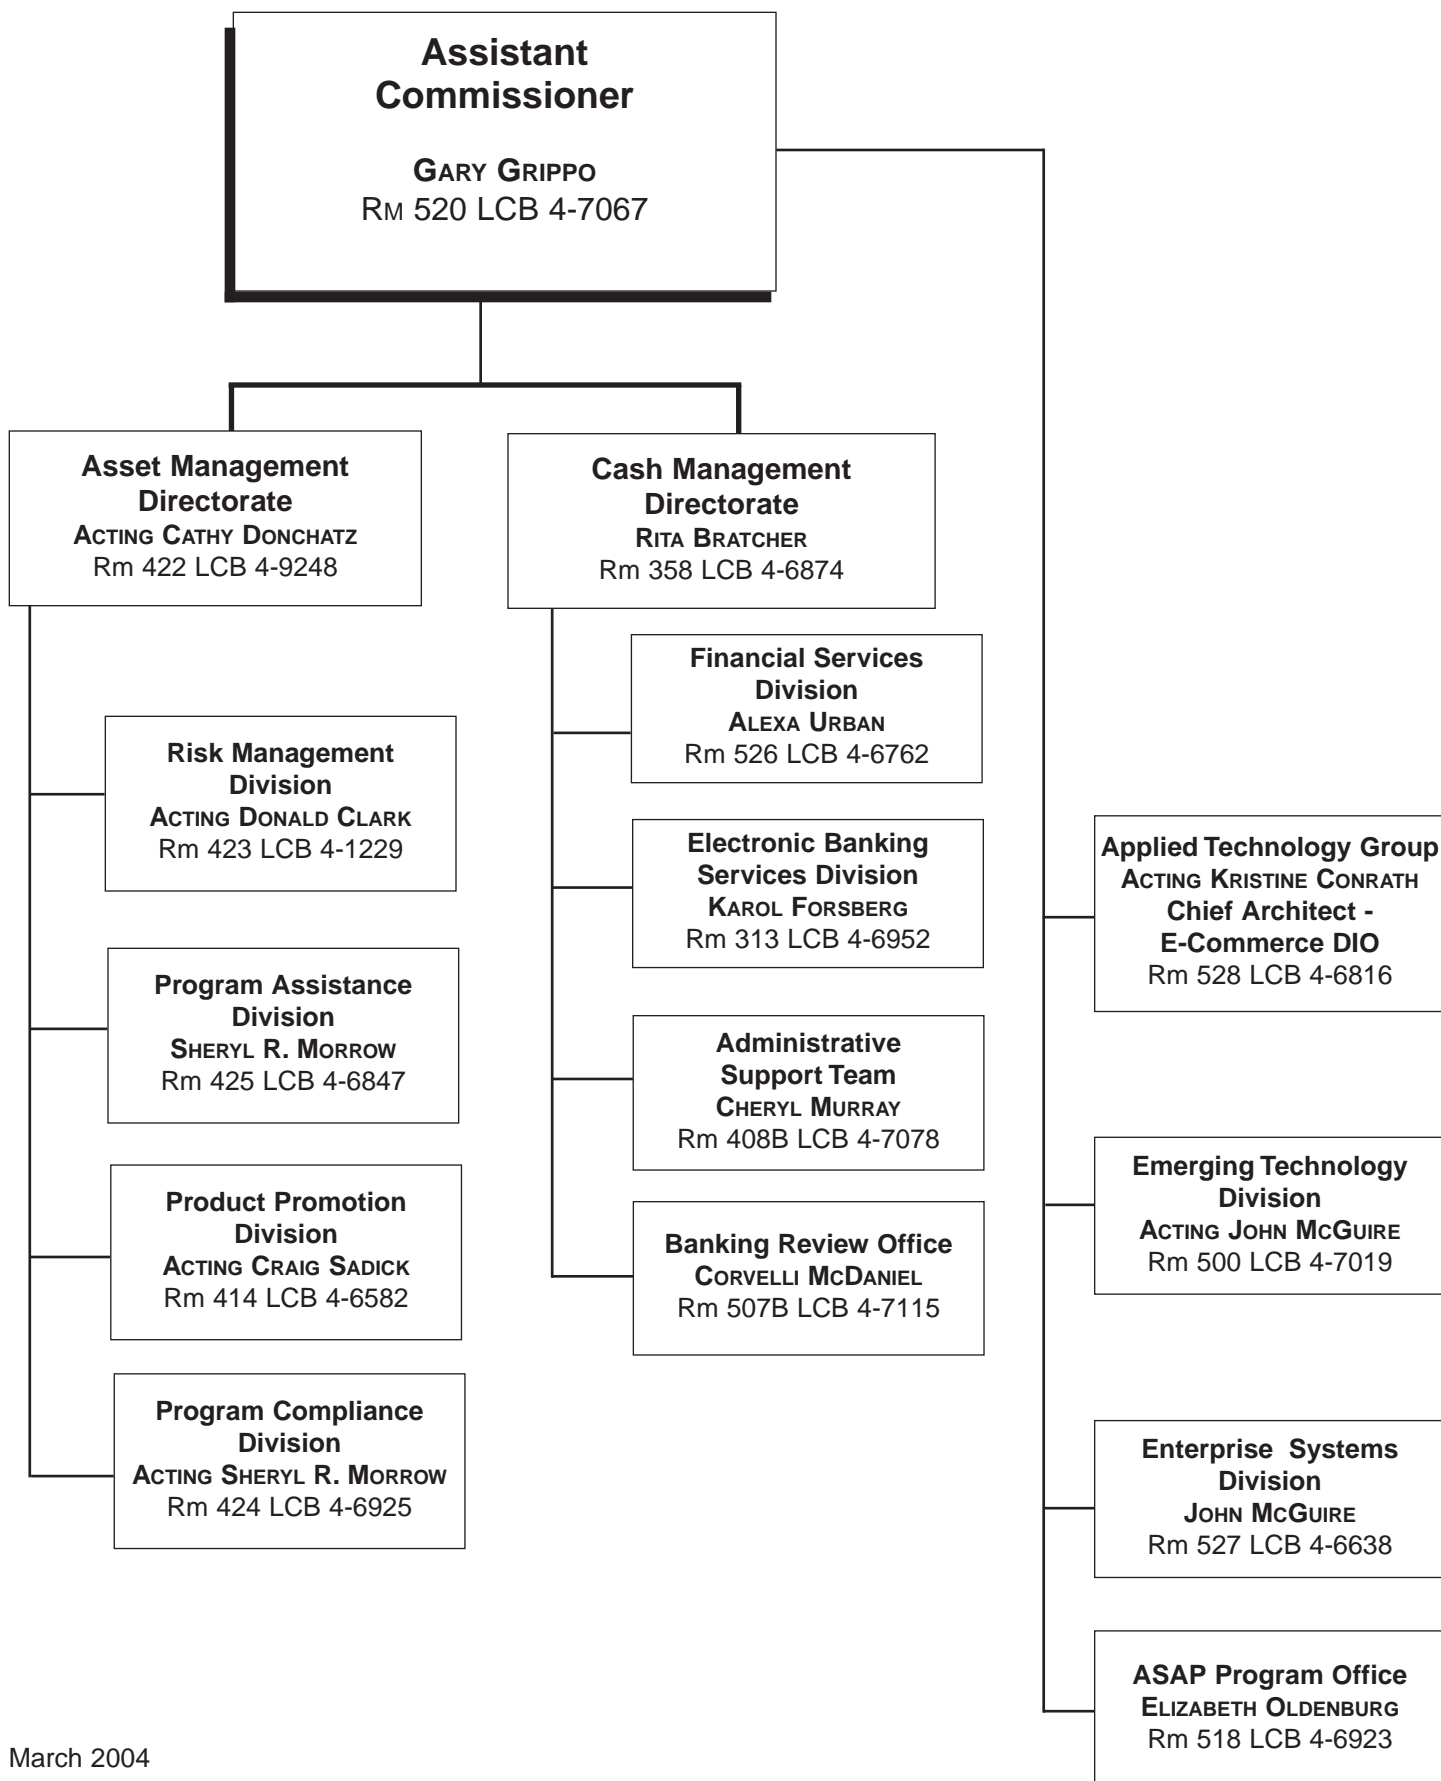 Assistant
Commissioner
GARY GRIPPO
RM 520 LCB 4-7067
Asset Management
Directorate
ACTING CATHY DONCHATZ
Rm 422 LCB 4-9248
Risk Management
Division
ACTING DONALD CLARK
Rm 423 LCB 4-1229
Program Assistance
Division
SHERYL R. MORROW
Rm 425 LCB 4-6847
Product Promotion
Division
ACTING CRAIG SADICK
Rm 414 LCB 4-6582
Program Compliance
Division
ACTING SHERYL R. MORROW
Rm 424 LCB 4-6925
Cash Management
Directorate
RITA BRATCHER
Rm 358 LCB 4-6874
Financial Services
Division
ALEXA URBAN
Rm 526 LCB 4-6762
Electronic Banking
Services Division
KAROL FORSBERG
Rm 313 LCB 4-6952
Administrative
Support Team
CHERYL MURRAY
Rm 408B LCB 4-7078
Banking Review Office
CORVELLI MCDANIEL
Rm 507B LCB 4-7115
Applied Technology Group
ACTING KRISTINE CONRATH
Chief Architect -
E-Commerce DIO
Rm 528 LCB 4-6816
Emerging Technology
Division
ACTING JOHN MCGUIRE
Rm 500 LCB 4-7019
Enterprise Systems
Division
JOHN MCGUIRE
Rm 527 LCB 4-6638
ASAP Program Office
ELIZABETH OLDENBURG
Rm 518 LCB 4-6923
March 2004